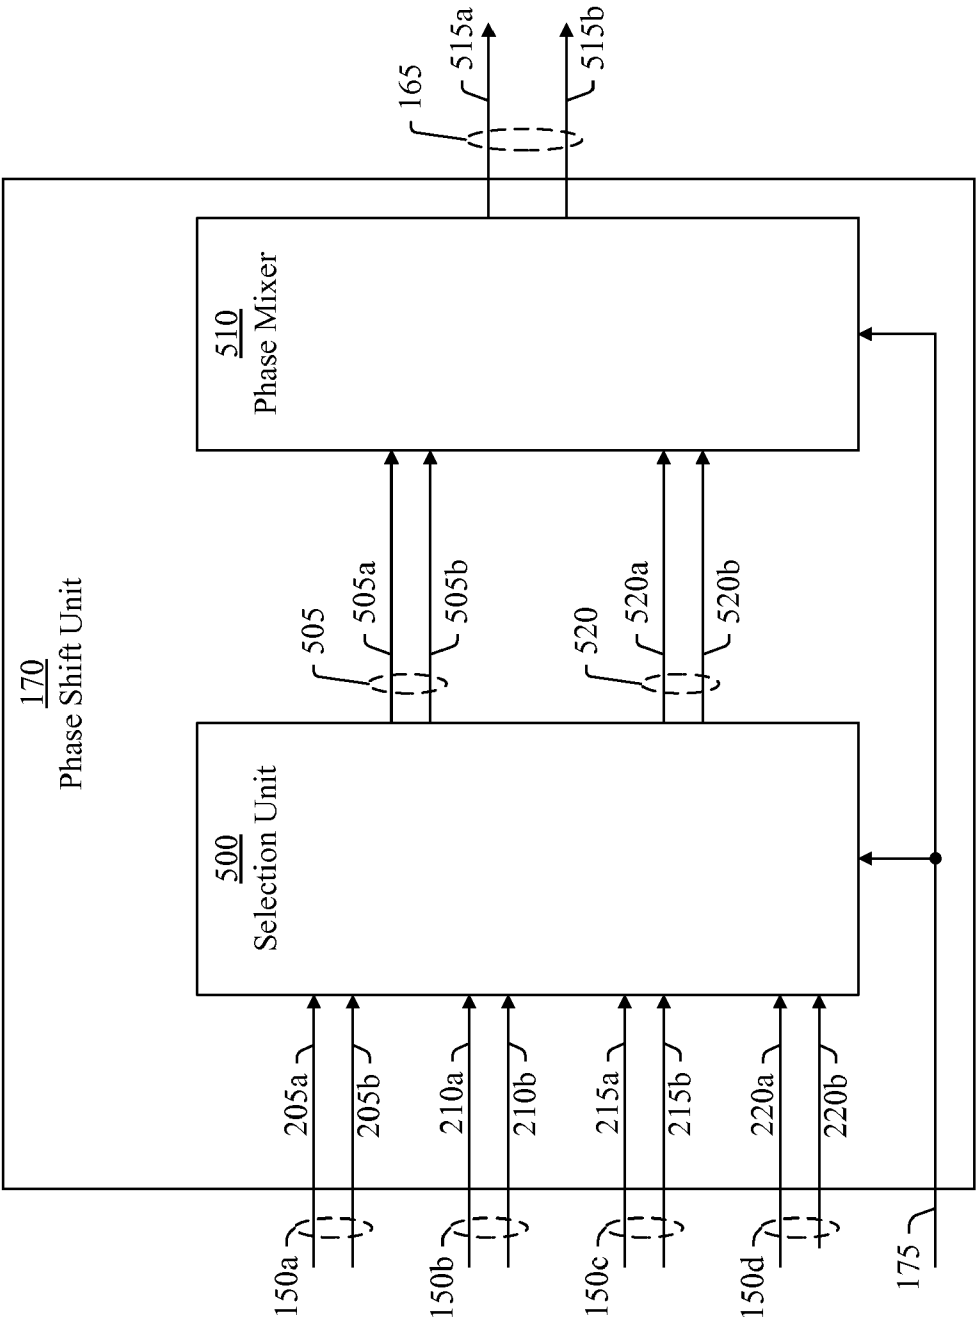 170
Phase Shift Unit
500
Selection Unit
510
Phase Mixer
150a
205a
205b
150b
210a
210b
150c
215a
215b
150d
220a
220b
175
505
505a
505b
520
520a
520b
165
515a
515b